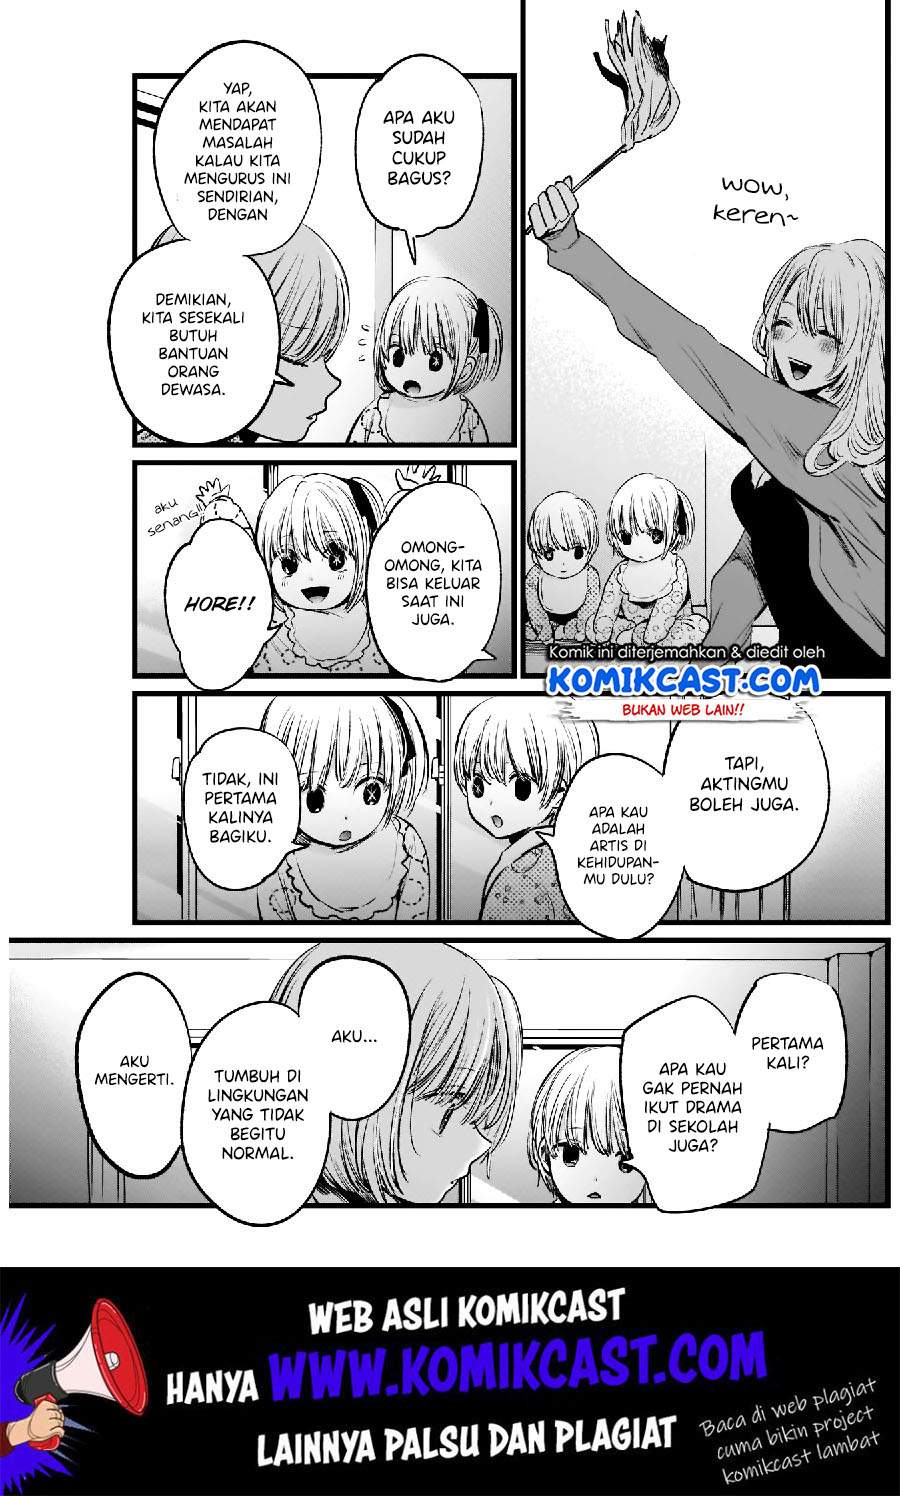 WOW,
KEREN~
APA AKU
SUDAH
CUKUP
BAGUS?
YAP,
KITA AKAN
MENDAPAT
MASALAH
KALAU KITA
MENGURUS INI
SENDIRIAN,
DENGAN
DEMIKIAN,
KITA SESEKALI
BUTUH
BANTUAN
ORANG
DEWASA.
OMONG-
OMONG, KITA
BISA KELUAR
SAAT INI
JUGA.
HORE!!
aku
senang!!
Komik ini diterjemahkan & diedit oleh
KOMIKCAST.COM
BUKAN WEB LAIN!!
TAPI,
AKTINGMU
BOLEH JUGA.
APA KAU
ADALAH
ARTIS DI
KEHIDUPAN-
MU DULU?
TIDAK, INI
PERTAMA
KALINYA
BAGIKU.
PERTAMA
KALI?
APA KAU
GAK PERNAH
IKUT DRAMA
DI SEKOLAH
JUGA?
AKU...
TUMBUH DI
LINGKUNGAN
YANG TIDAK
BEGITU
NORMAL.
AKU
MENGERTI.
WEB ASLI KOMIKCAST
HANYA WWW.KOMIKCAST.COM
LAINNYA PALSU DAN PLAGIAT
Baca di web plagiat
cuma bikin project
komikcast lambat